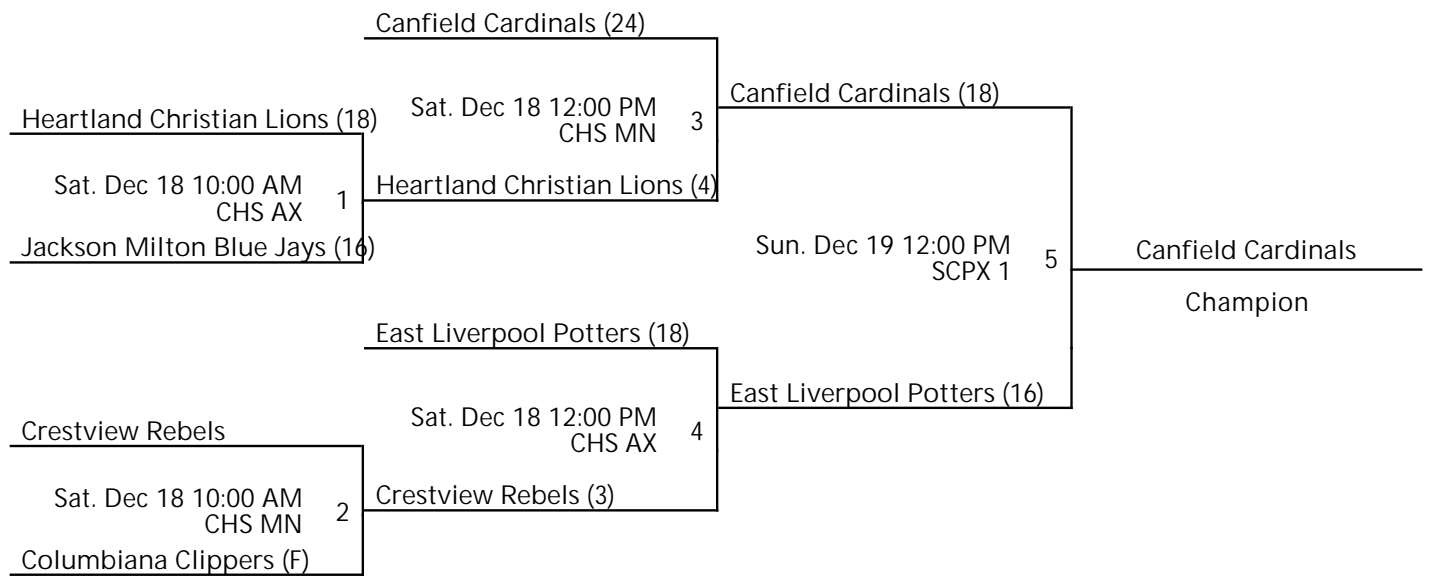 Canfield Cardinals (24)
Heartland Christian Lions (18)
Sat. Dec 18 12:00 PM
CHS MN
3
Canfield Cardinals (18)
Sat. Dec 18 10:00 AM
CHS AX
1
Heartland Christian Lions (4)
Jackson Milton Blue Jays (16)
Sun. Dec 19 12:00 PM
SCPX 1
5
Canfield Cardinals
Champion
East Liverpool Potters (18)
Sat. Dec 18 12:00 PM
CHS AX
4
East Liverpool Potters (16)
Crestview Rebels
Sat. Dec 18 10:00 AM
CHS MN
2
Crestview Rebels (3)
Columbiana Clippers (F)